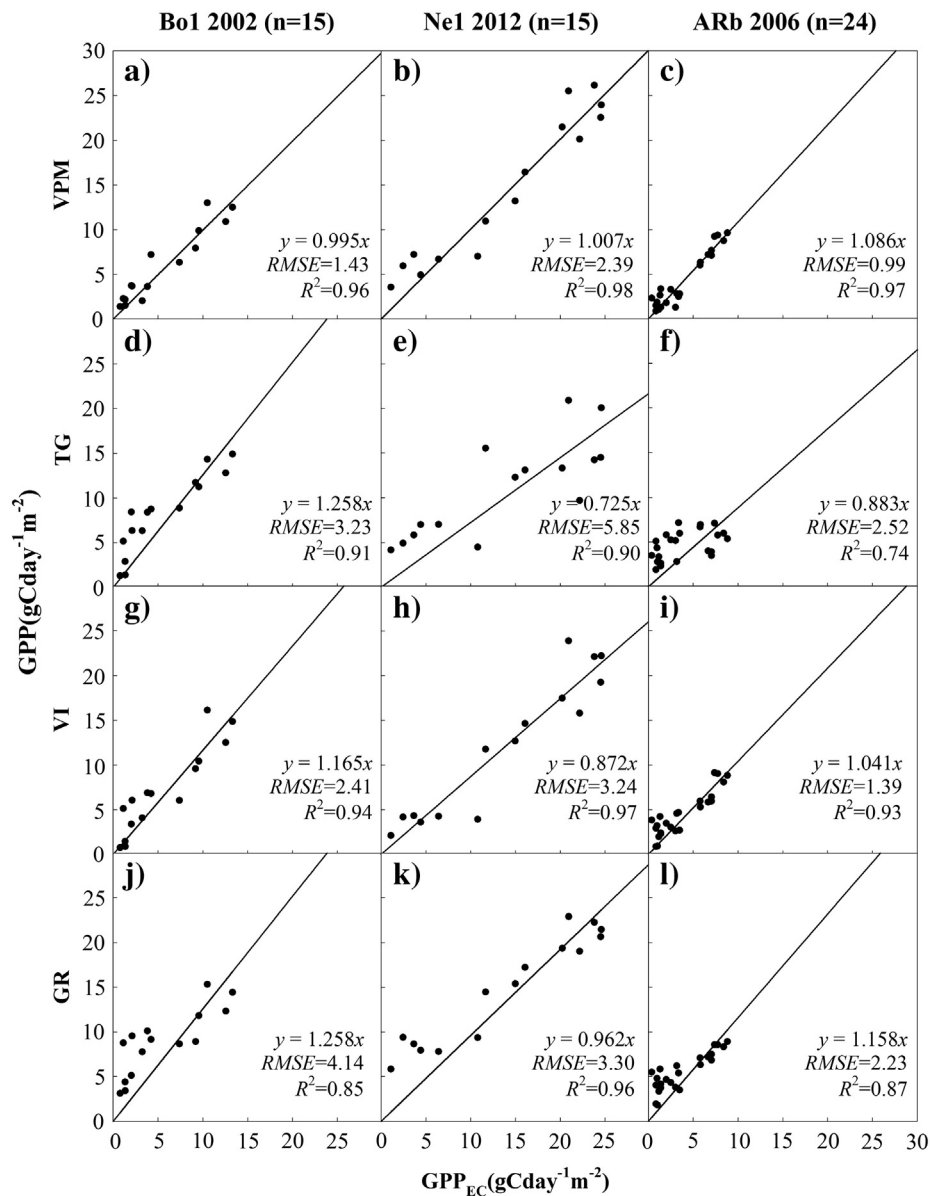 Bo1 2002 (n=15) Ne1 2012 (n=15) ARb 2006 (n=24)
GPP(gCday⁻¹m⁻²)
VPM
30
25
20
15
10
5
0
a)
y = 0.995x
RMSE=1.43
R²=0.96
b)
y = 1.007x
RMSE=2.39
R²=0.98
c)
y = 1.086x
RMSE=0.99
R²=0.97
TG
25
20
15
10
5
0
d)
y = 1.258x
RMSE=3.23
R²=0.91
e)
y = 0.725x
RMSE=5.85
R²=0.90
f)
y = 0.883x
RMSE=2.52
R²=0.74
VI
25
20
15
10
5
0
g)
y = 1.165x
RMSE=2.41
R²=0.94
h)
y = 0.872x
RMSE=3.24
R²=0.97
i)
y = 1.041x
RMSE=1.39
R²=0.93
GR
25
20
15
10
5
0
j)
y = 1.258x
RMSE=4.14
R²=0.85
k)
y = 0.962x
RMSE=3.30
R²=0.96
l)
y = 1.158x
RMSE=2.23
R²=0.87
0 5 10 15 20 25 0 5 10 15 20 25 0 5 10 15 20 25 30
GPP_EC(gCday⁻¹m⁻²)